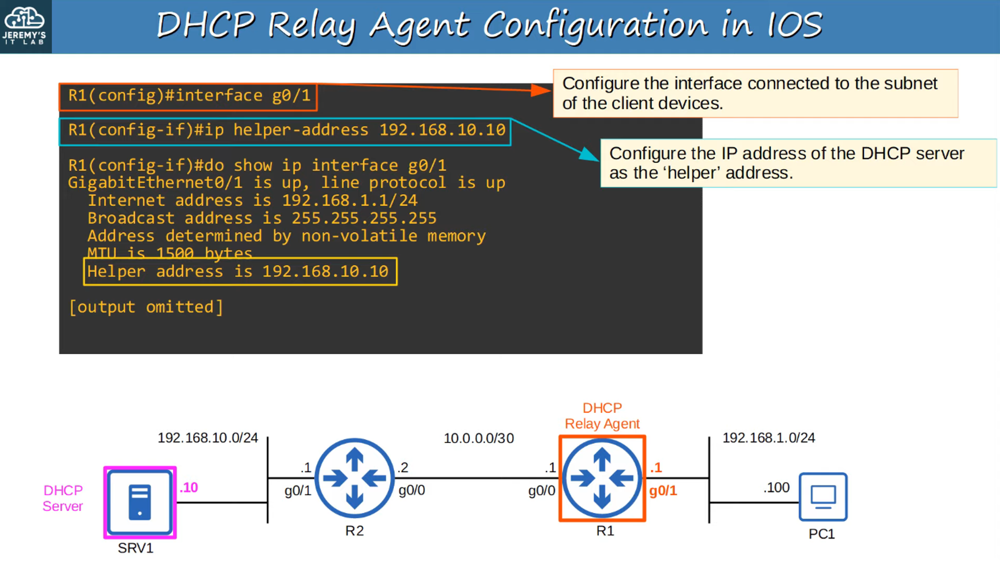 JEREMY'S
IT LAB
DHCP Relay Agent Configuration in IOS
R1(config)#interface g0/1
R1(config-if)#ip helper-address 192.168.10.10
R1(config-if)#do show ip interface g0/1
GigabitEthernet0/1 is up, line protocol is up
Internet address is 192.168.1.1/24
Broadcast address is 255.255.255.255
Address determined by non-volatile memory
MTU is 1500 bytes
Helper address is 192.168.10.10
[output omitted]
Configure the interface connected to the subnet
of the client devices.
Configure the IP address of the DHCP server
as the ‘helper’ address.
DHCP
Server
.10
SRV1
192.168.10.0/24
.1
g0/1
R2
.2
g0/0
10.0.0.0/30
.1
g0/0
DHCP
Relay Agent
R1
.1
g0/1
192.168.1.0/24
.100
PC1